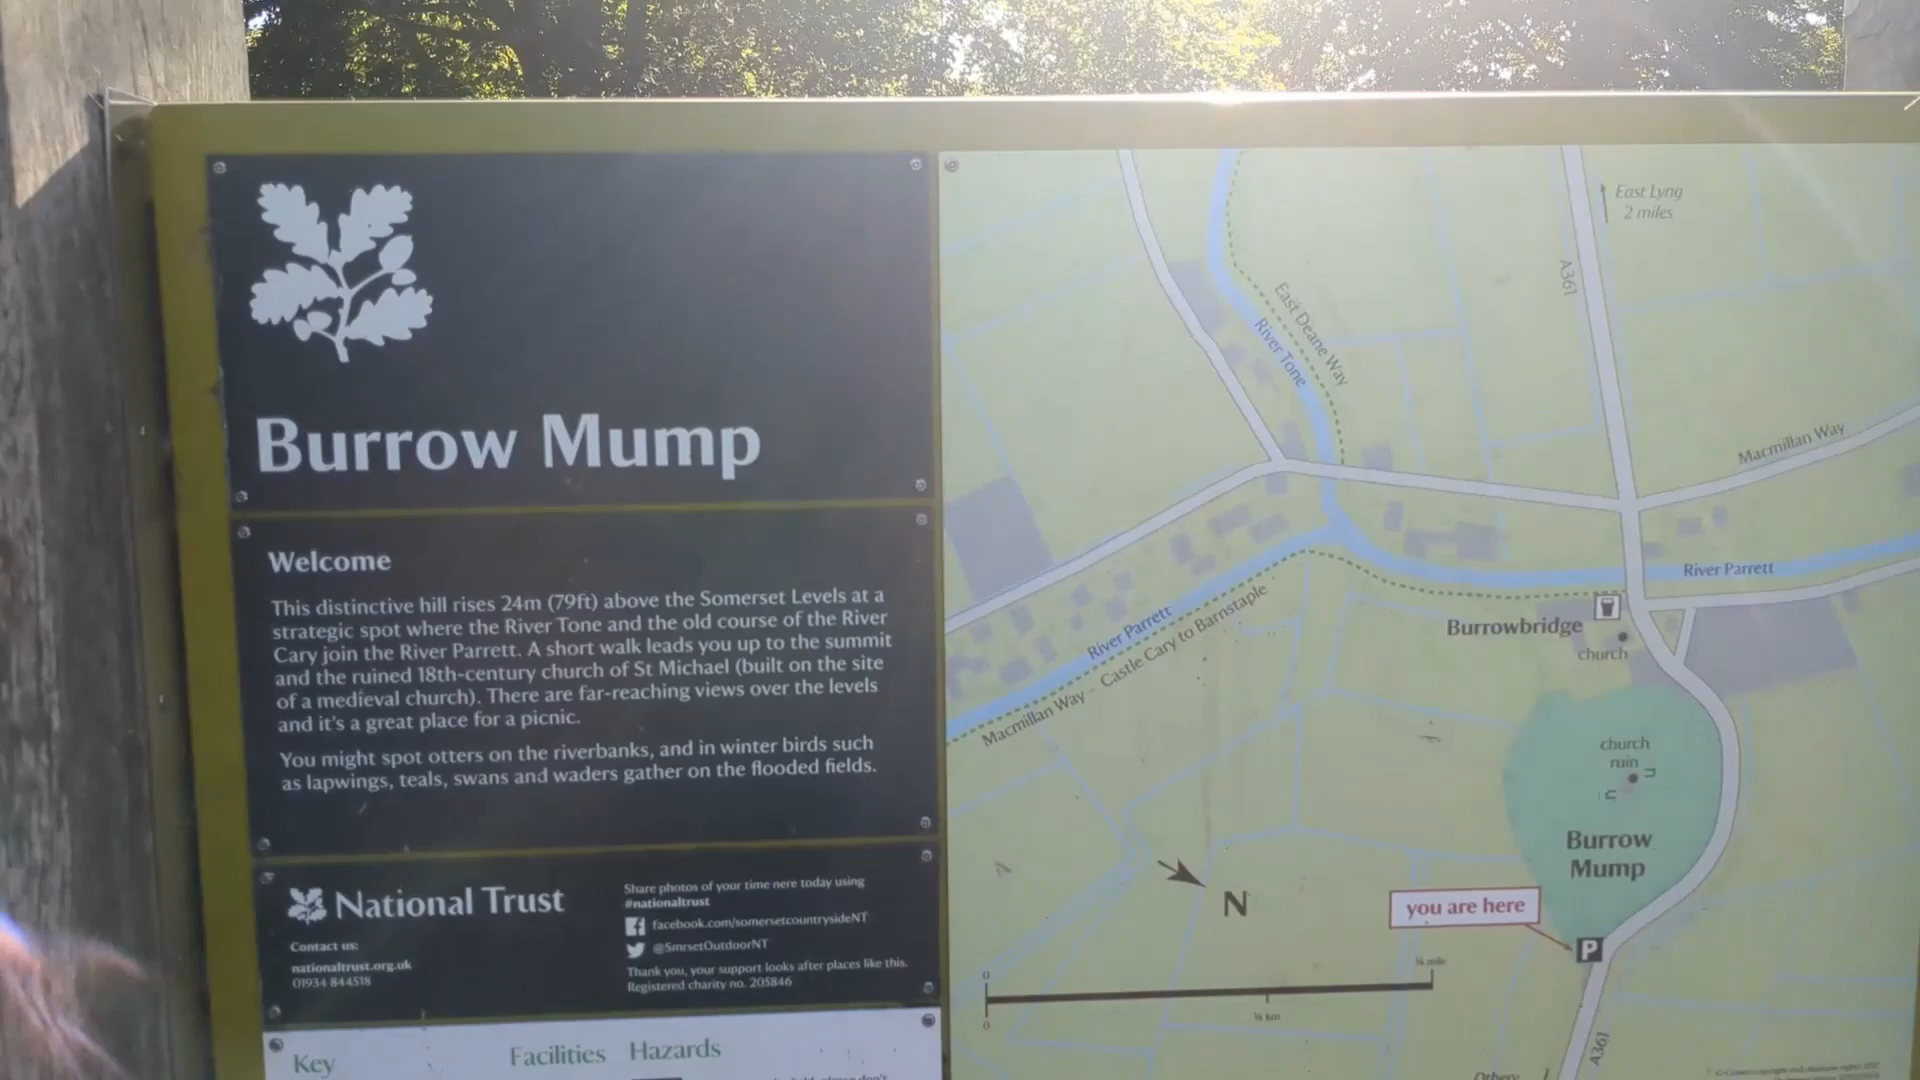 Burrow Mump
Welcome
This distinctive hill rises 24m (79ft) above the Somerset Levels at a
strategic spot where the River Tone and the old course of the River
Cary join the River Parrett. A short walk leads you up to the summit
and the ruined 18th-century church of St Michael (built on the site
of a medieval church). There are far-reaching views over the levels
and it's a great place for a picnic.
You might spot otters on the riverbanks, and in winter birds such
as lapwings, teals, swans and waders gather on the flooded fields.
National Trust
Contact us:
nationaltrust.org.uk
01934 844518
Share photos of your time here today using
#nationaltrust
facebook.com/somersetcountrysideNT
@SmrsetOutdoorNT
Thank you, your support looks after places like this.
Registered charity no. 205846
Key
Facilities
Hazards
East Lyng
2 miles
A361
East Deane Way
River Tone
Macmillan Way
River Parrett
River Parrett
Macmillan Way - Castle Cary to Barnstaple
Burrowbridge
church
church
ruin
Burrow
Mump
you are here
P
N
0
¼ mile
0
¼ km
A361
Othery